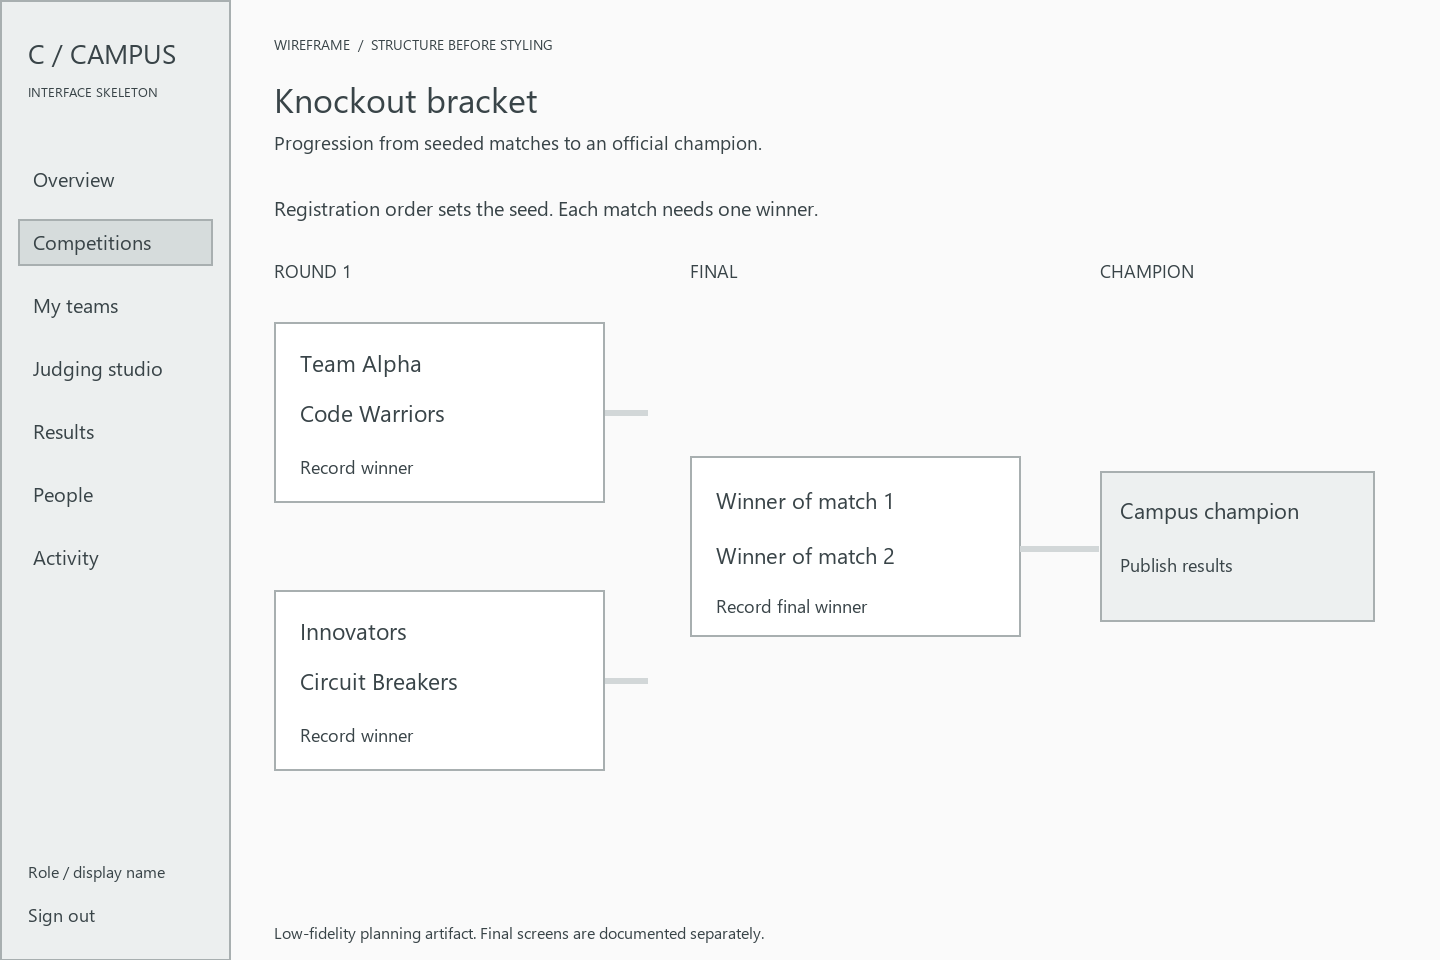 C / CAMPUS
INTERFACE SKELETON
Overview
Competitions
My teams
Judging studio
Results
People
Activity
Role / display name
Sign out
WIREFRAME / STRUCTURE BEFORE STYLING
Knockout bracket
Progression from seeded matches to an official champion.
Registration order sets the seed. Each match needs one winner.
ROUND 1
Team Alpha
Code Warriors
Record winner
Innovators
Circuit Breakers
Record winner
FINAL
Winner of match 1
Winner of match 2
Record final winner
CHAMPION
Campus champion
Publish results
Low-fidelity planning artifact. Final screens are documented separately.